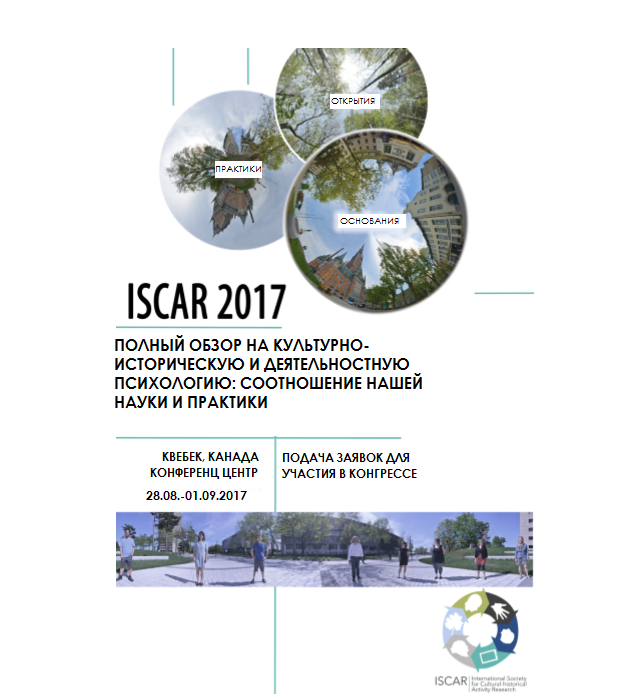 ОТКРЫТИЯ
ПРАКТИКИ
ОСНОВАНИЯ
ISCAR 2017
ПОЛНЫЙ ОБЗОР НА КУЛЬТУРНО-
ИСТОРИЧЕСКУЮ И ДЕЯТЕЛЬНОСТНУЮ
ПСИХОЛОГИЮ: СООТНОШЕНИЕ НАШЕЙ
НАУКИ И ПРАКТИКИ
КВЕБЕК, КАНАДА
КОНФЕРЕНЦ ЦЕНТР
28.08.-01.09.2017
ПОДАЧА ЗАЯВОК ДЛЯ
УЧАСТИЯ В КОНГРЕССЕ
ISCAR
International Society
for Cultural-historical
Activity Research